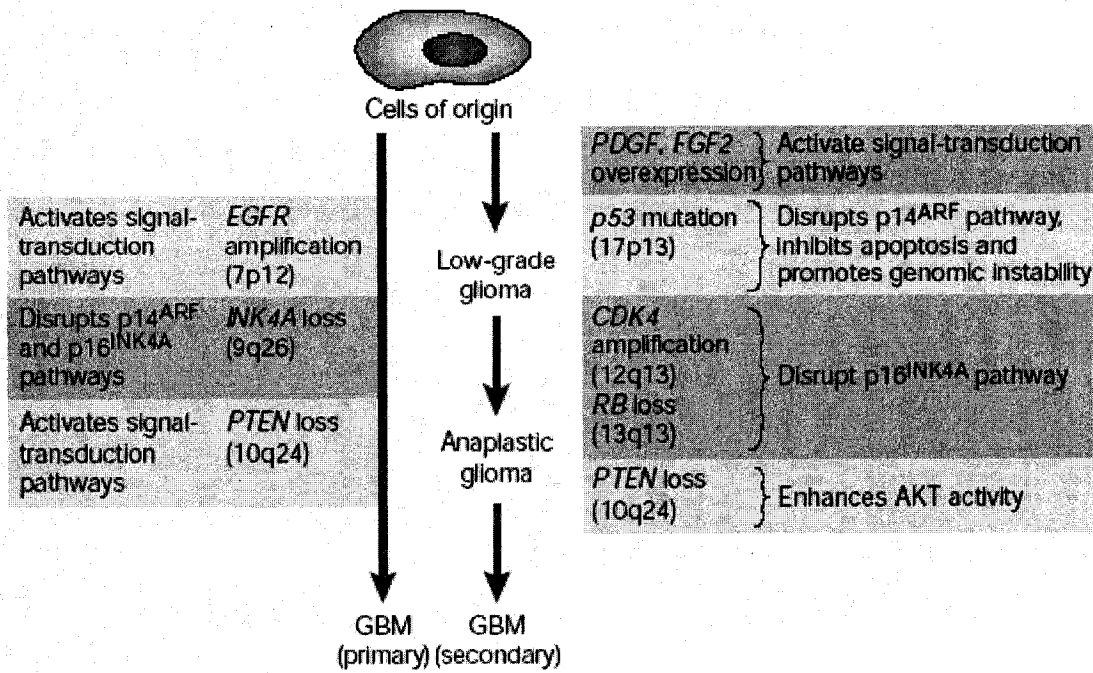 Cells of origin
Activates signal-
transduction
pathways
EGFR
amplification
(7p12)
Disrupts p14ARF
and p16INK4A
pathways
INK4A loss
(9q26)
Activates signal-
transduction
pathways
PTEN loss
(10q24)
Low-grade
glioma
Anaplastic
glioma
GBM
(primary)
GBM
(secondary)
PDGF, FGF2
overexpression
Activate signal-transduction
pathways
p53 mutation
(17p13)
Disrupts p14ARF pathway,
inhibits apoptosis and
promotes genomic instability
CDK4
amplification
(12q13)
RB loss
(13q13)
Disrupt p16INK4A pathway
PTEN loss
(10q24)
Enhances AKT activity